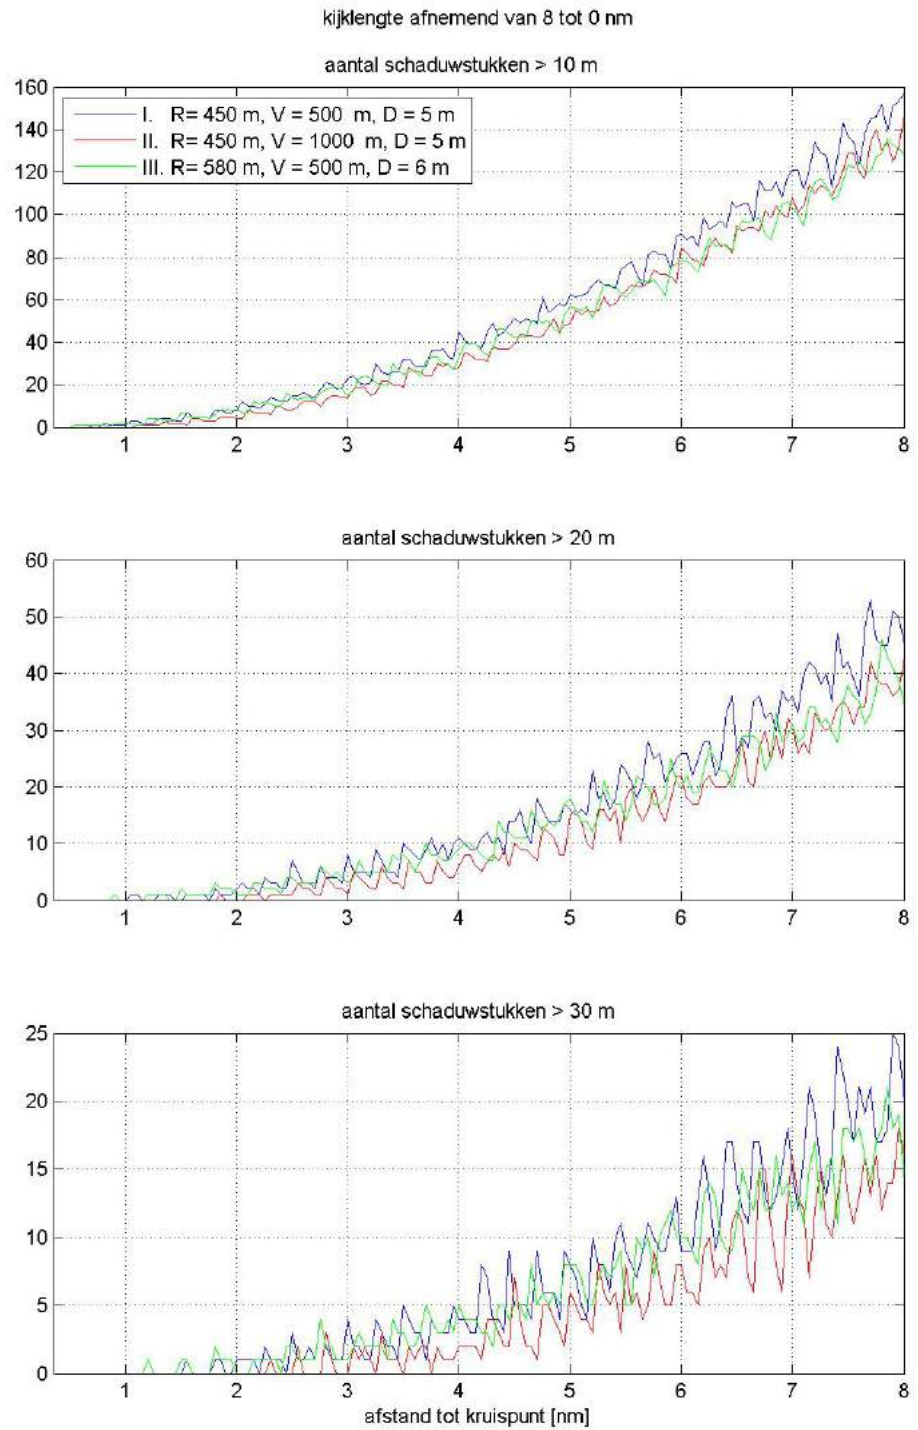 kijklengte afnemend van 8 tot 0 nm
aantal schaduwstukken > 10 m
160
140
120
100
80
60
40
20
0
I. R= 450 m, V = 500 m, D = 5 m
II. R= 450 m, V = 1000 m, D = 5 m
III. R= 580 m, V = 500 m, D = 6 m
1 2 3 4 5 6 7 8
aantal schaduwstukken > 20 m
60
50
40
30
20
10
0
1 2 3 4 5 6 7 8
aantal schaduwstukken > 30 m
25
20
15
10
5
0
1 2 3 4 5 6 7 8
afstand tot kruispunt [nm]